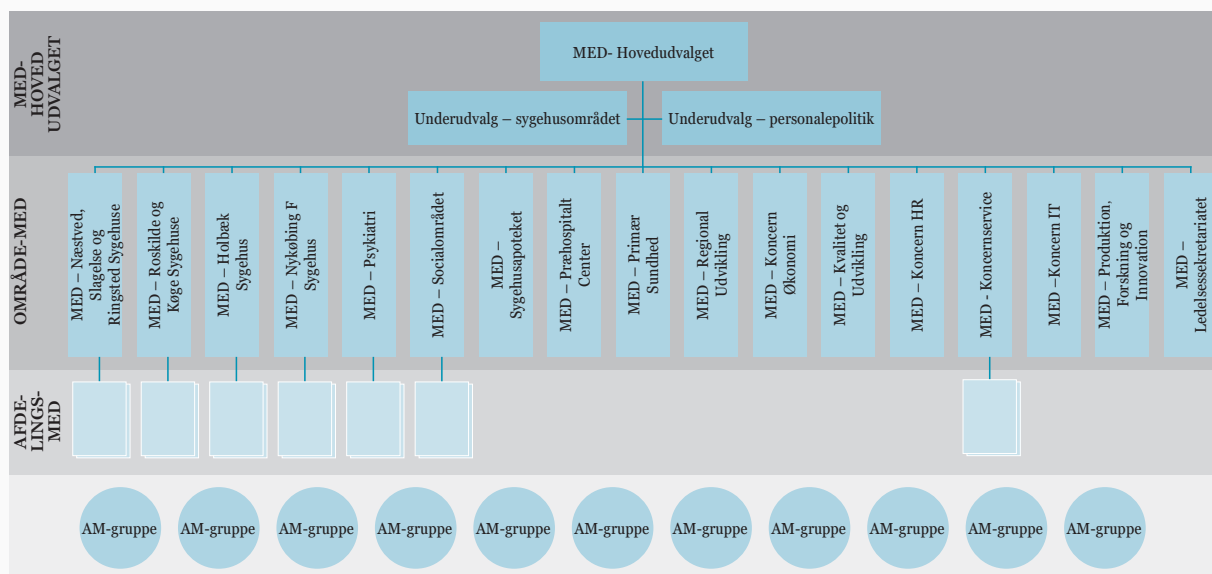 MED-
HOVED
UDVALGET
MED- Hovedudvalget
Underudvalg – sygehusområdet
Underudvalg – personalepolitik
OMRÅDE-MED
MED – Næstved,
Slagelse og
Ringsted Sygehuse
MED – Roskilde og
Køge Sygehuse
MED – Holbæk
Sygehus
MED – Nykøbing F
Sygehus
MED – Psykiatri
MED – Socialområdet
MED –
Sygehusapoteket
MED – Præhospitalt
Center
MED – Primær
Sundhed
MED – Regional
Udvikling
MED – Koncern
Økonomi
MED – Kvalitet og
Udvikling
MED – Koncern HR
MED - Koncernservice
MED –Koncern IT
MED – Produktion,
Forskning og
Innovation
MED –
Ledelsessekretariatet
AFDE-
LINGS-
MED
AM-gruppe
AM-gruppe
AM-gruppe
AM-gruppe
AM-gruppe
AM-gruppe
AM-gruppe
AM-gruppe
AM-gruppe
AM-gruppe
AM-gruppe